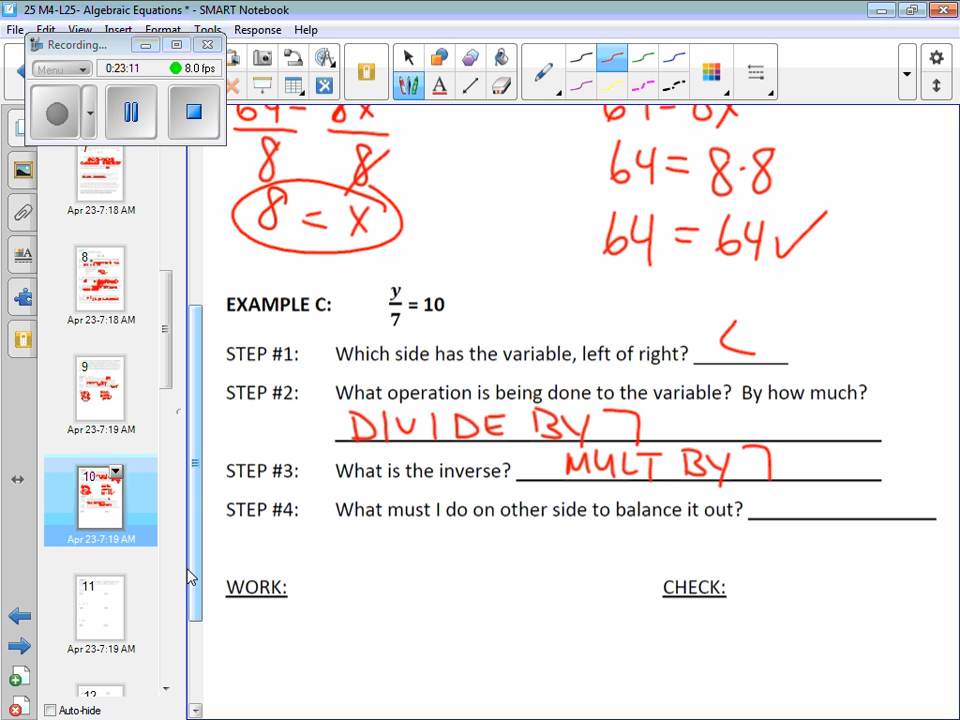 25 M4-L25- Algebraic Equations * - SMART Notebook
File Edit View Insert Format Tools Response Help
Recording...
Menu 0:23:11 8.0 fps
64 = 8x
8 8
8 = x
64 = 8·8
64 = 64 ✓
EXAMPLE C: y/7 = 10
STEP #1: Which side has the variable, left of right? L
STEP #2: What operation is being done to the variable? By how much?
DIVIDE BY 7
STEP #3: What is the inverse? MULT BY 7
STEP #4: What must I do on other side to balance it out?
WORK: CHECK:
7
Apr 23-7:18 AM
8
Apr 23-7:18 AM
9
Apr 23-7:19 AM
10
Apr 23-7:19 AM
11
Apr 23-7:19 AM
12
Auto-hide